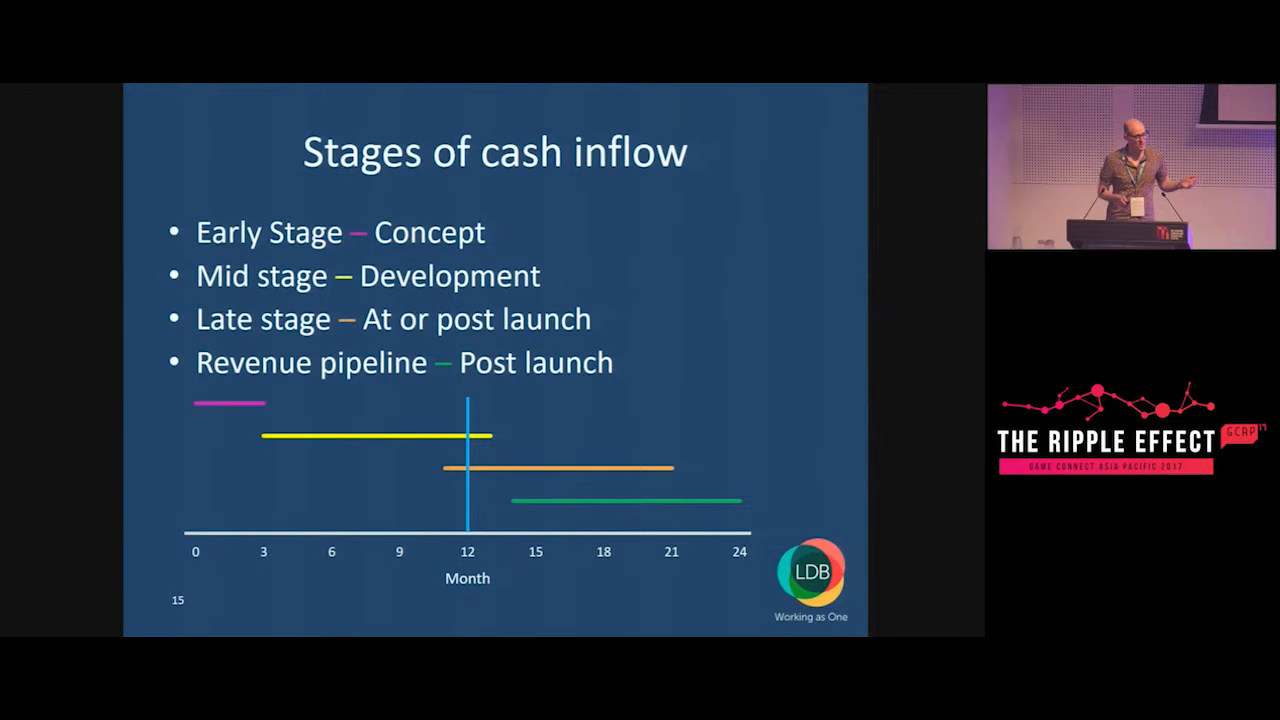 Stages of cash inflow
• Early Stage – Concept
• Mid stage – Development
• Late stage – At or post launch
• Revenue pipeline – Post launch
0 3 6 9 12 15 18 21 24
Month
15
LDB
Working as One
THE RIPPLE EFFECT
GCAP 17
GAME CONNECT ASIA PACIFIC 2017